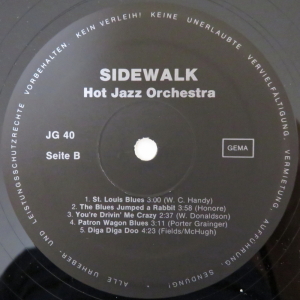 ALLE URHEBER- UND LEISTUNGSSCHUTZRECHTE VORBEHALTEN · KEIN VERLEIH! · KEINE UNERLAUBTE VERVIELFÄLTIGUNG, VERMIETUNG, AUFFÜHRUNG, SENDUNG!
SIDEWALK
Hot Jazz Orchestra
JG 40
Seite B
GEMA
1. St. Louis Blues 3:00 (W. C. Handy)
2. The Blues Jumped a Rabbit 3:58 (Honore)
3. You're Drivin' Me Crazy 2:37 (W. Donaldson)
4. Patron Wagon Blues 3:11 (Porter Grainger)
5. Diga Diga Doo 4:23 (Fields/McHugh)